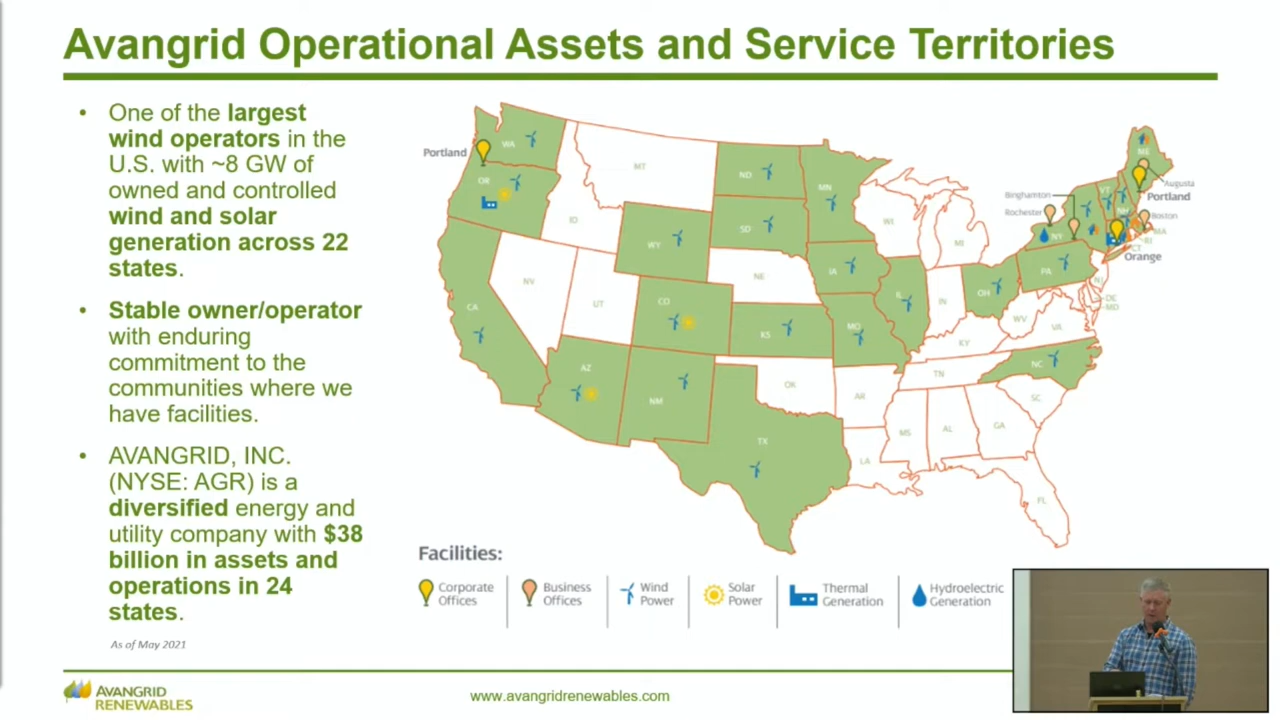 Avangrid Operational Assets and Service Territories
• One of the largest
wind operators in the
U.S. with ~8 GW of
owned and controlled
wind and solar
generation across 22
states.
• Stable owner/operator
with enduring
commitment to the
communities where we
have facilities.
• AVANGRID, INC.
(NYSE: AGR) is a
diversified energy and
utility company with $38
billion in assets and
operations in 24
states.
As of May 2021
Portland
WA
OR
MT
ID
ND
MN
SD
WY
WI
MI
NV
UT
CO
NE
IA
IL
IN
OH
PA
NY
VT
NH
ME
Augusta
Portland
Binghamton
Rochester
Boston
MA
RI
CT
Orange
NJ
DE
MD
WV
VA
KY
CA
AZ
NM
KS
MO
OK
AR
TN
NC
SC
MS
AL
GA
TX
LA
FL
Facilities:
Corporate
Offices
Business
Offices
Wind
Power
Solar
Power
Thermal
Generation
Hydroelectric
Generation
AVANGRID
RENEWABLES
www.avangridrenewables.com